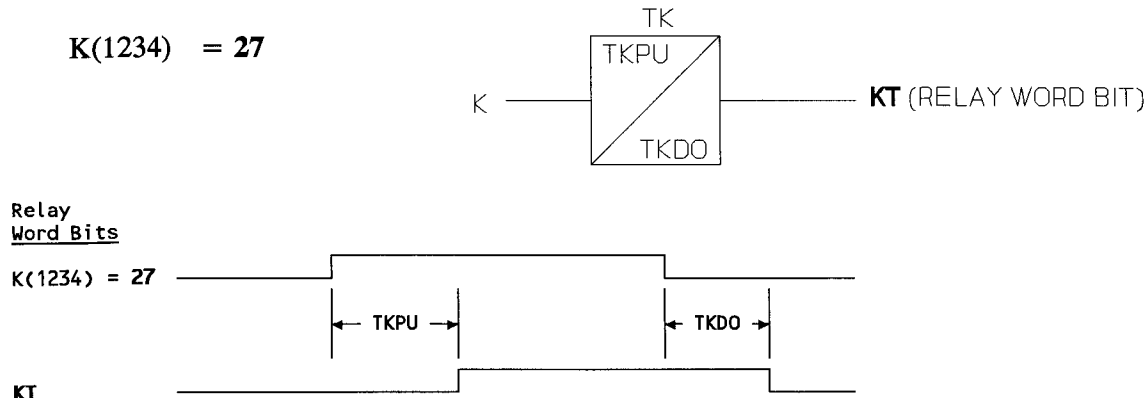 TK
K(1234) = 27
TKPU
K
KT (RELAY WORD BIT)
TKDO
Relay
Word Bits
K(1234) = 27
TKPU
TKDO
KT